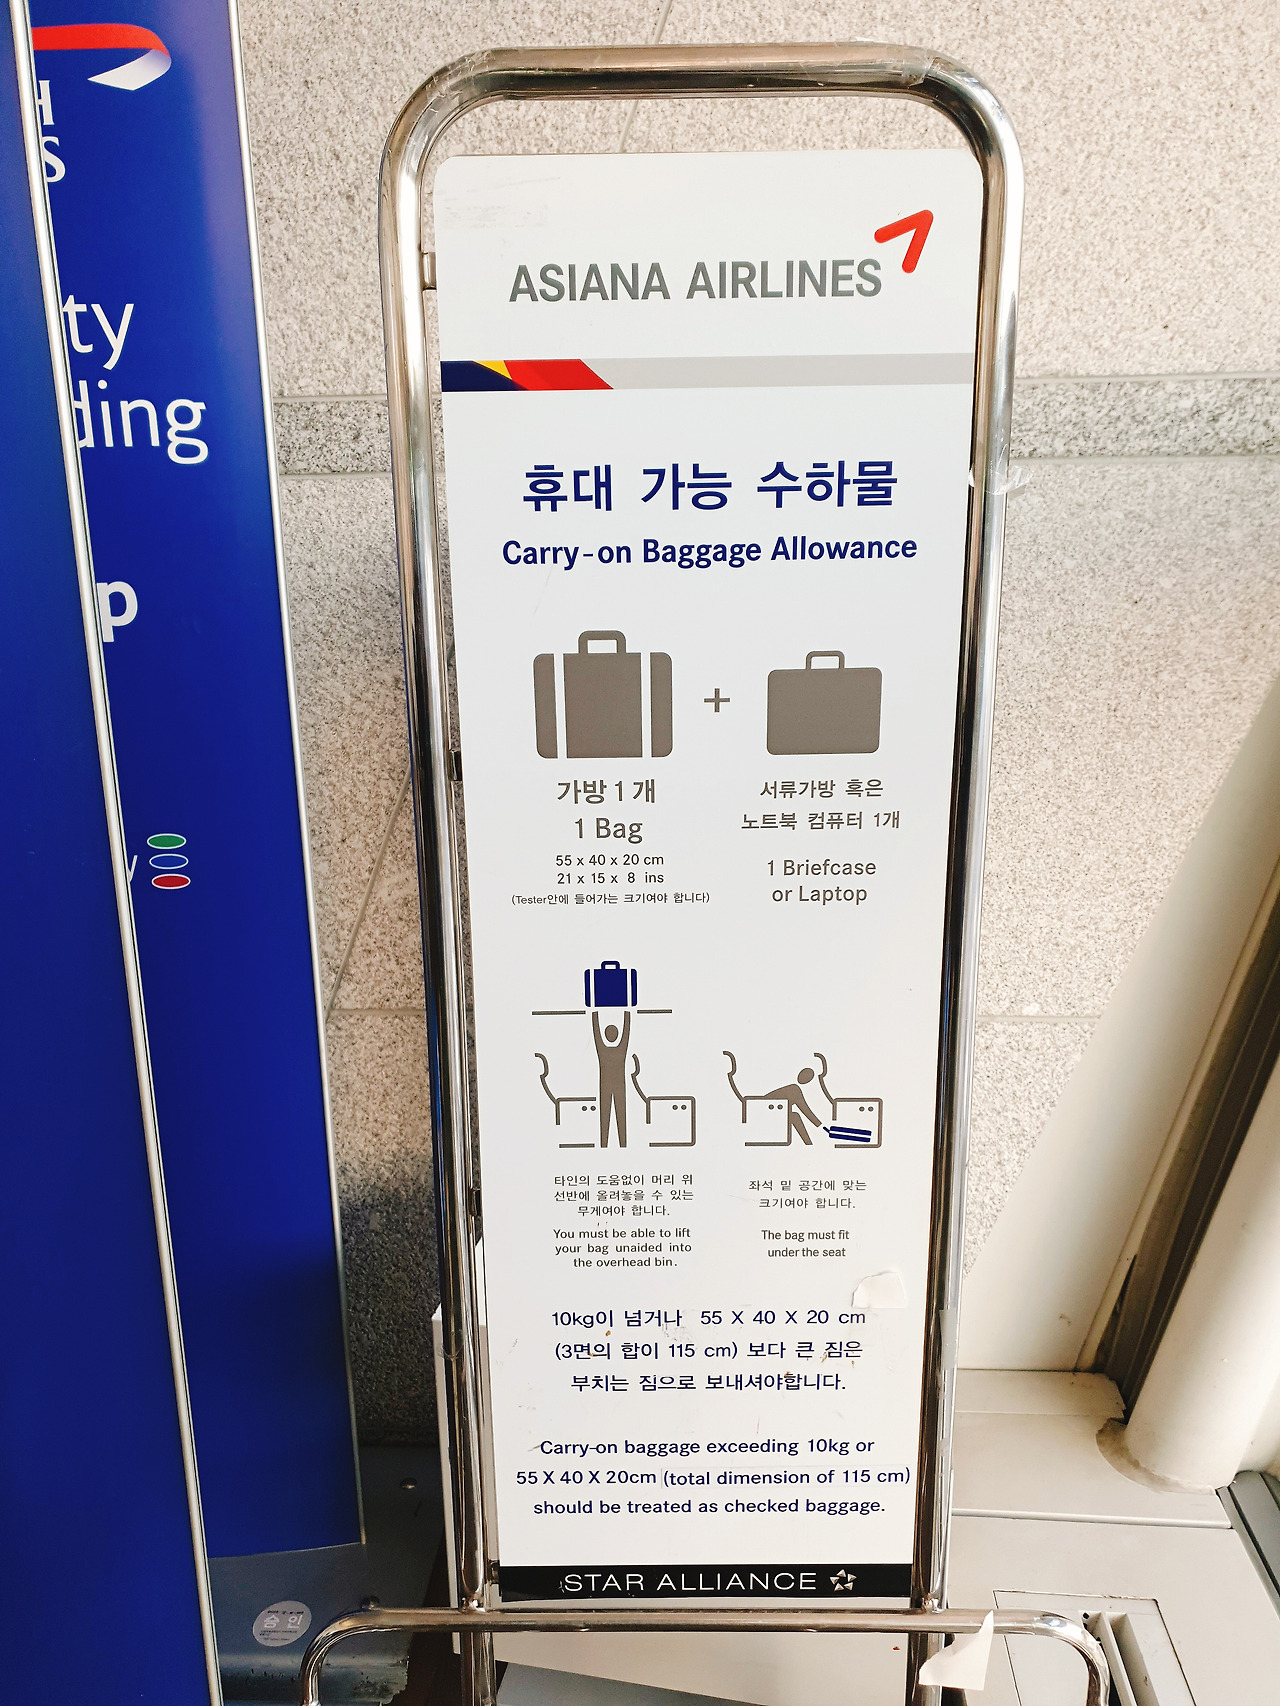 H
S
ty
ding
p
y
ASIANA AIRLINES
휴대 가능 수하물
Carry-on Baggage Allowance
+
가방 1 개
1 Bag
55 x 40 x 20 cm
21 x 15 x 8 ins
(Tester안에 들어가는 크기여야 합니다)
서류가방 혹은
노트북 컴퓨터 1개
1 Briefcase
or Laptop
타인의 도움없이 머리 위
선반에 올려놓을 수 있는
무게여야 합니다.
You must be able to lift
your bag unaided into
the overhead bin.
좌석 밑 공간에 맞는
크기여야 합니다.
The bag must fit
under the seat
10kg이 넘거나 55 X 40 X 20 cm
(3면의 합이 115 cm) 보다 큰 짐은
부치는 짐으로 보내셔야합니다.
Carry-on baggage exceeding 10kg or
55 X 40 X 20cm (total dimension of 115 cm)
should be treated as checked baggage.
STAR ALLIANCE
승인